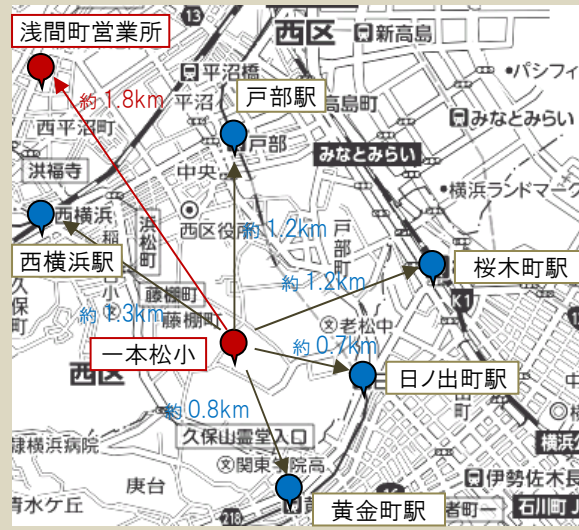 浅間町営業所
13
西区
新高島
平沼橋
パシフィ
約1.8km
平沼
戸部駅
高島町
みなとみらい
西平沼町
戸部
みなとみらい
洪福寺
中央
横浜ランドマーク
西横浜
浜松町
西区役所
約1.2km
戸部町
西横浜駅
桜木町駅
藤棚町
約1.2km
K1
約1.3km
藤棚町
老松中
一本松小
約0.7km
西区
日ノ出町駅
約0.8km
久保山霊堂入口
横浜病院
関東学院高
伊勢佐木長
庚台
黄金町駅
清水ケ丘
218
者町一
石川町